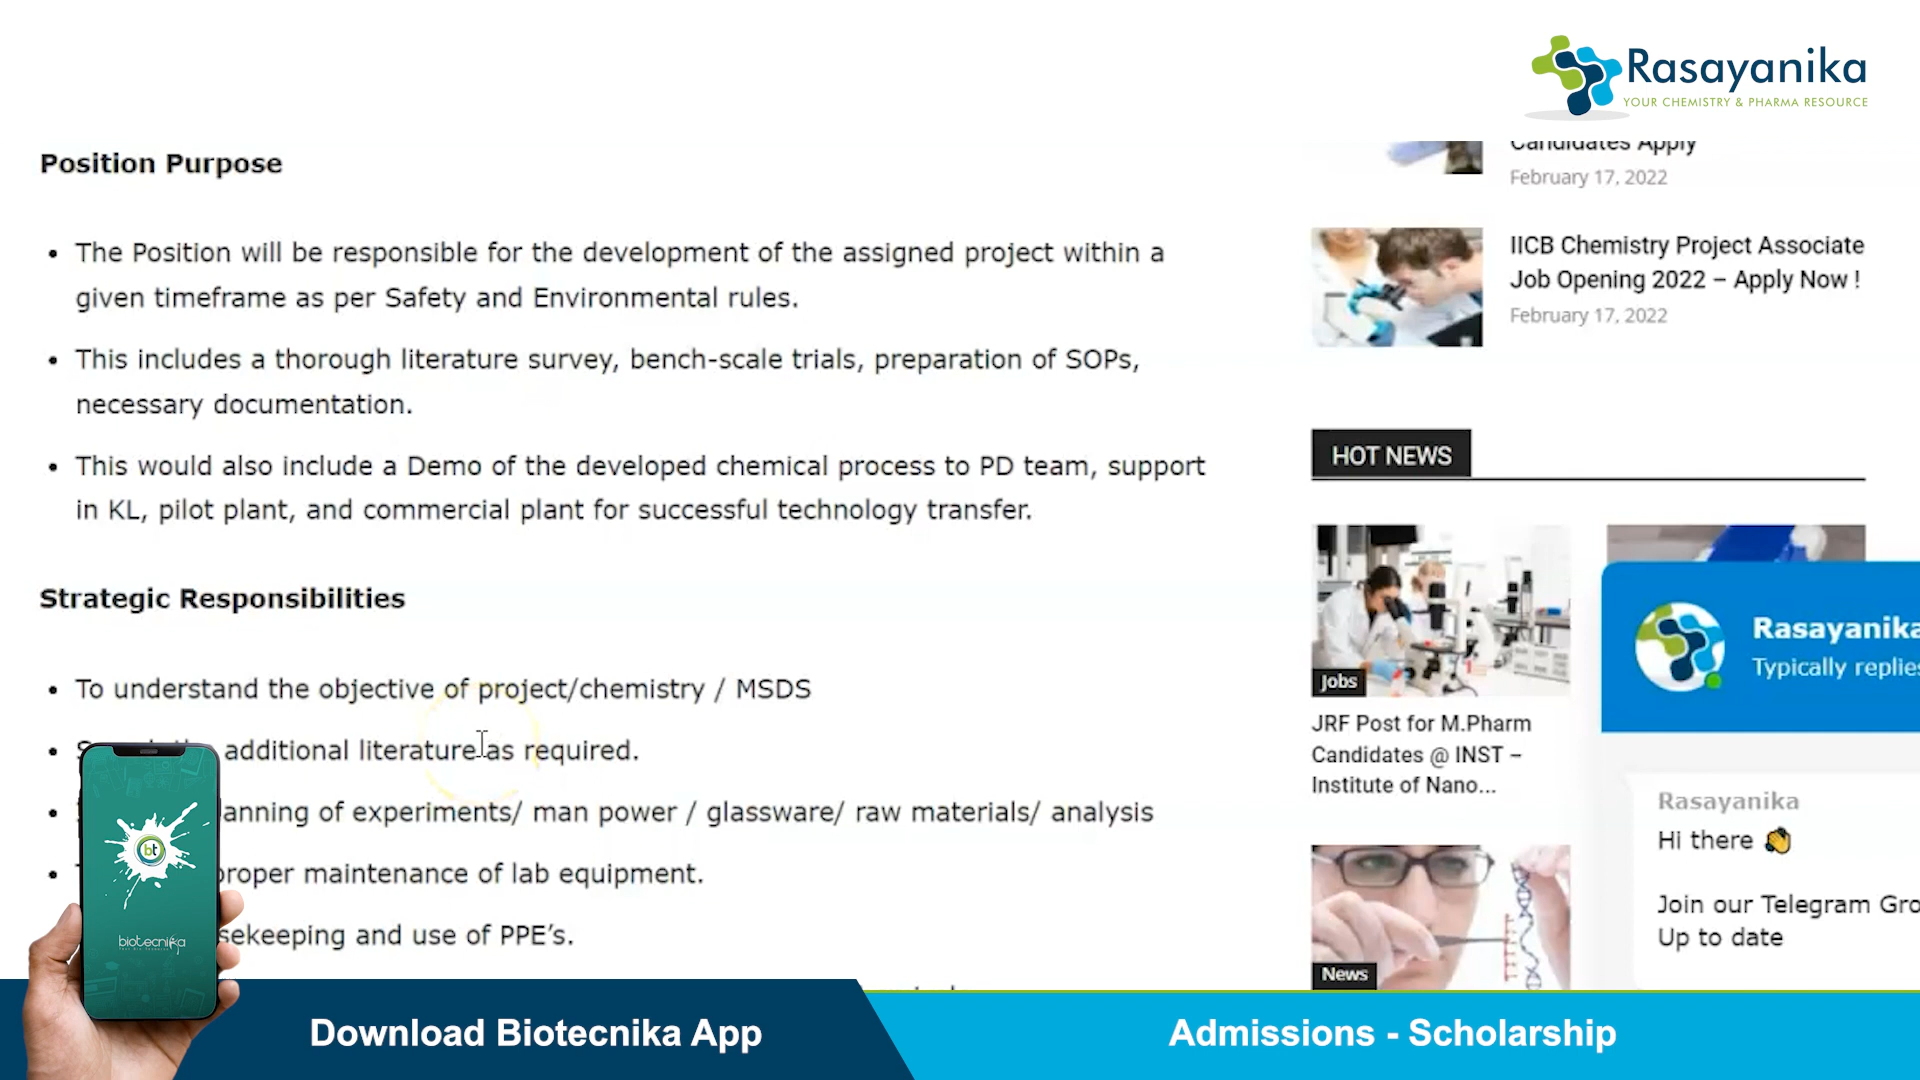 Rasayanika
YOUR CHEMISTRY & PHARMA RESOURCE
Position Purpose
• The Position will be responsible for the development of the assigned project within a
given timeframe as per Safety and Environmental rules.
• This includes a thorough literature survey, bench-scale trials, preparation of SOPs,
necessary documentation.
• This would also include a Demo of the developed chemical process to PD team, support
in KL, pilot plant, and commercial plant for successful technology transfer.
Strategic Responsibilities
• To understand the objective of project/chemistry / MSDS
• additional literature as required.
• anning of experiments/ man power / glassware/ raw materials/ analysis
• proper maintenance of lab equipment.
sekeeping and use of PPE’s.
Candidates Apply
February 17, 2022
IICB Chemistry Project Associate
Job Opening 2022 – Apply Now !
February 17, 2022
HOT NEWS
Jobs
JRF Post for M.Pharm
Candidates @ INST –
Institute of Nano...
News
Rasayanika
Typically replies
Rasayanika
Hi there 👋
Join our Telegram Gro
Up to date
bt
biotecnika
Download Biotecnika App
Admissions - Scholarship